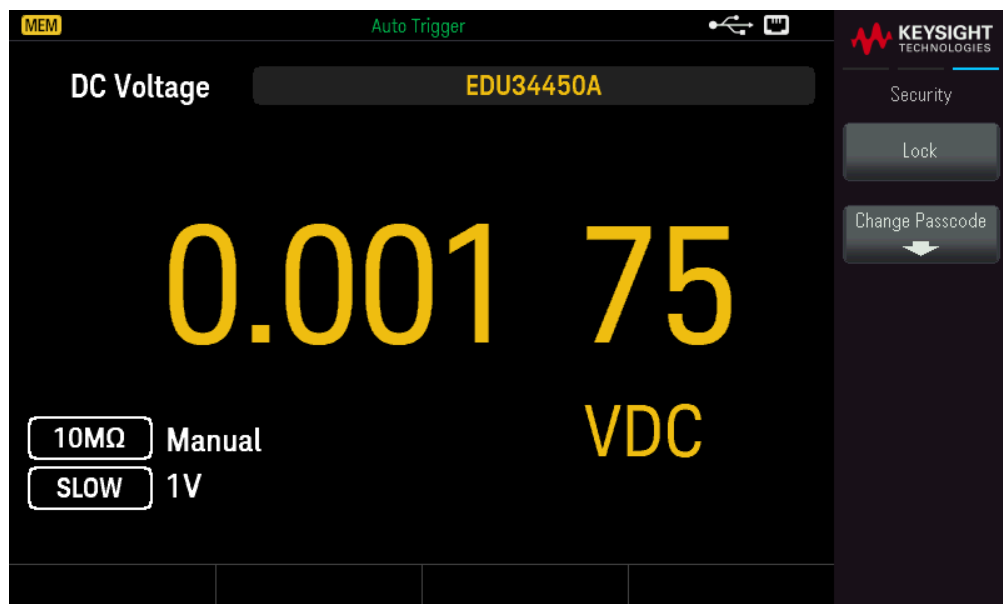 MEM Auto Trigger
KEYSIGHT
TECHNOLOGIES
DC Voltage EDU34450A
Security
Lock
Change Passcode
0.001 75
VDC
10MΩ Manual
SLOW 1V